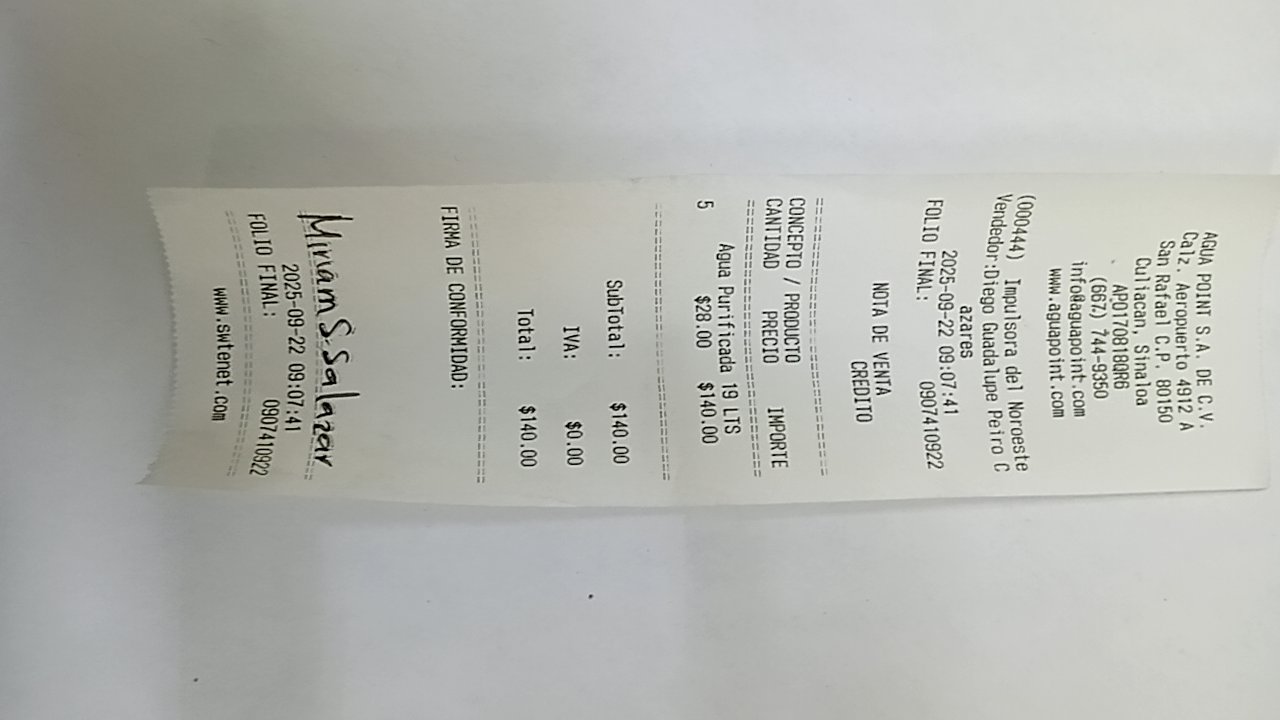 AGUA POINT S.A. DE C.V.
Calz. Aeropuerto 4912 A
San Rafael C.P. 80150
Culiacan, Sinaloa
APO170818QR6
(667) 744-9350
info@aguapoint.com
www.aguapoint.com
(000444) Impulsora del Noroeste
Vendedor:Diego Guadalupe Peiro C
azares
2025-09-22 09:07:41
FOLIO FINAL: 0907410922
NOTA DE VENTA
CREDITO
================================
CONCEPTO / PRODUCTO
CANTIDAD PRECIO IMPORTE
================================
Agua Purificada 19 LTS
5 $28.00 $140.00
================================
SubTotal: $140.00
IVA: $0.00
Total: $140.00
================================
FIRMA DE CONFORMIDAD:
Miriam S. Salazar
================================
2025-09-22 09:07:41
FOLIO FINAL: 0907410922
================================
www.swtenet.com